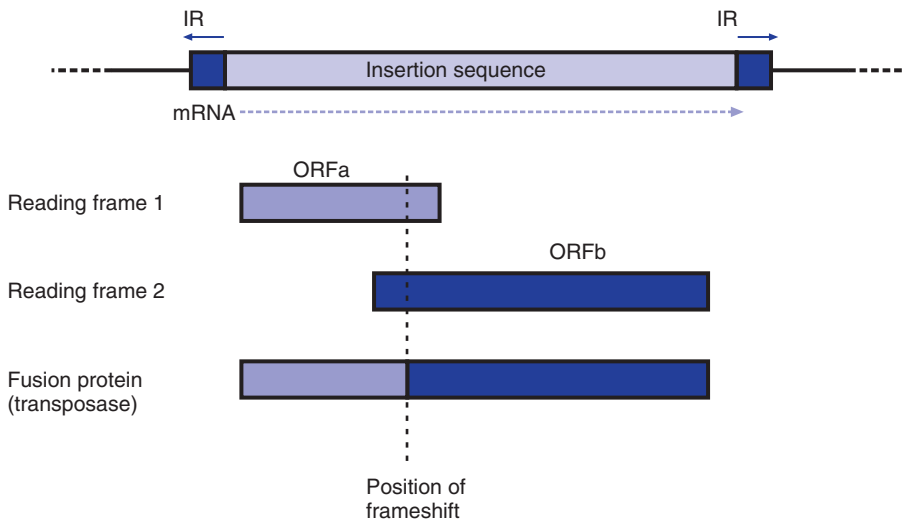 IR IR
Insertion sequence
mRNA
ORFa
Reading frame 1
ORFb
Reading frame 2
Fusion protein
(transposase)
Position of
frameshift